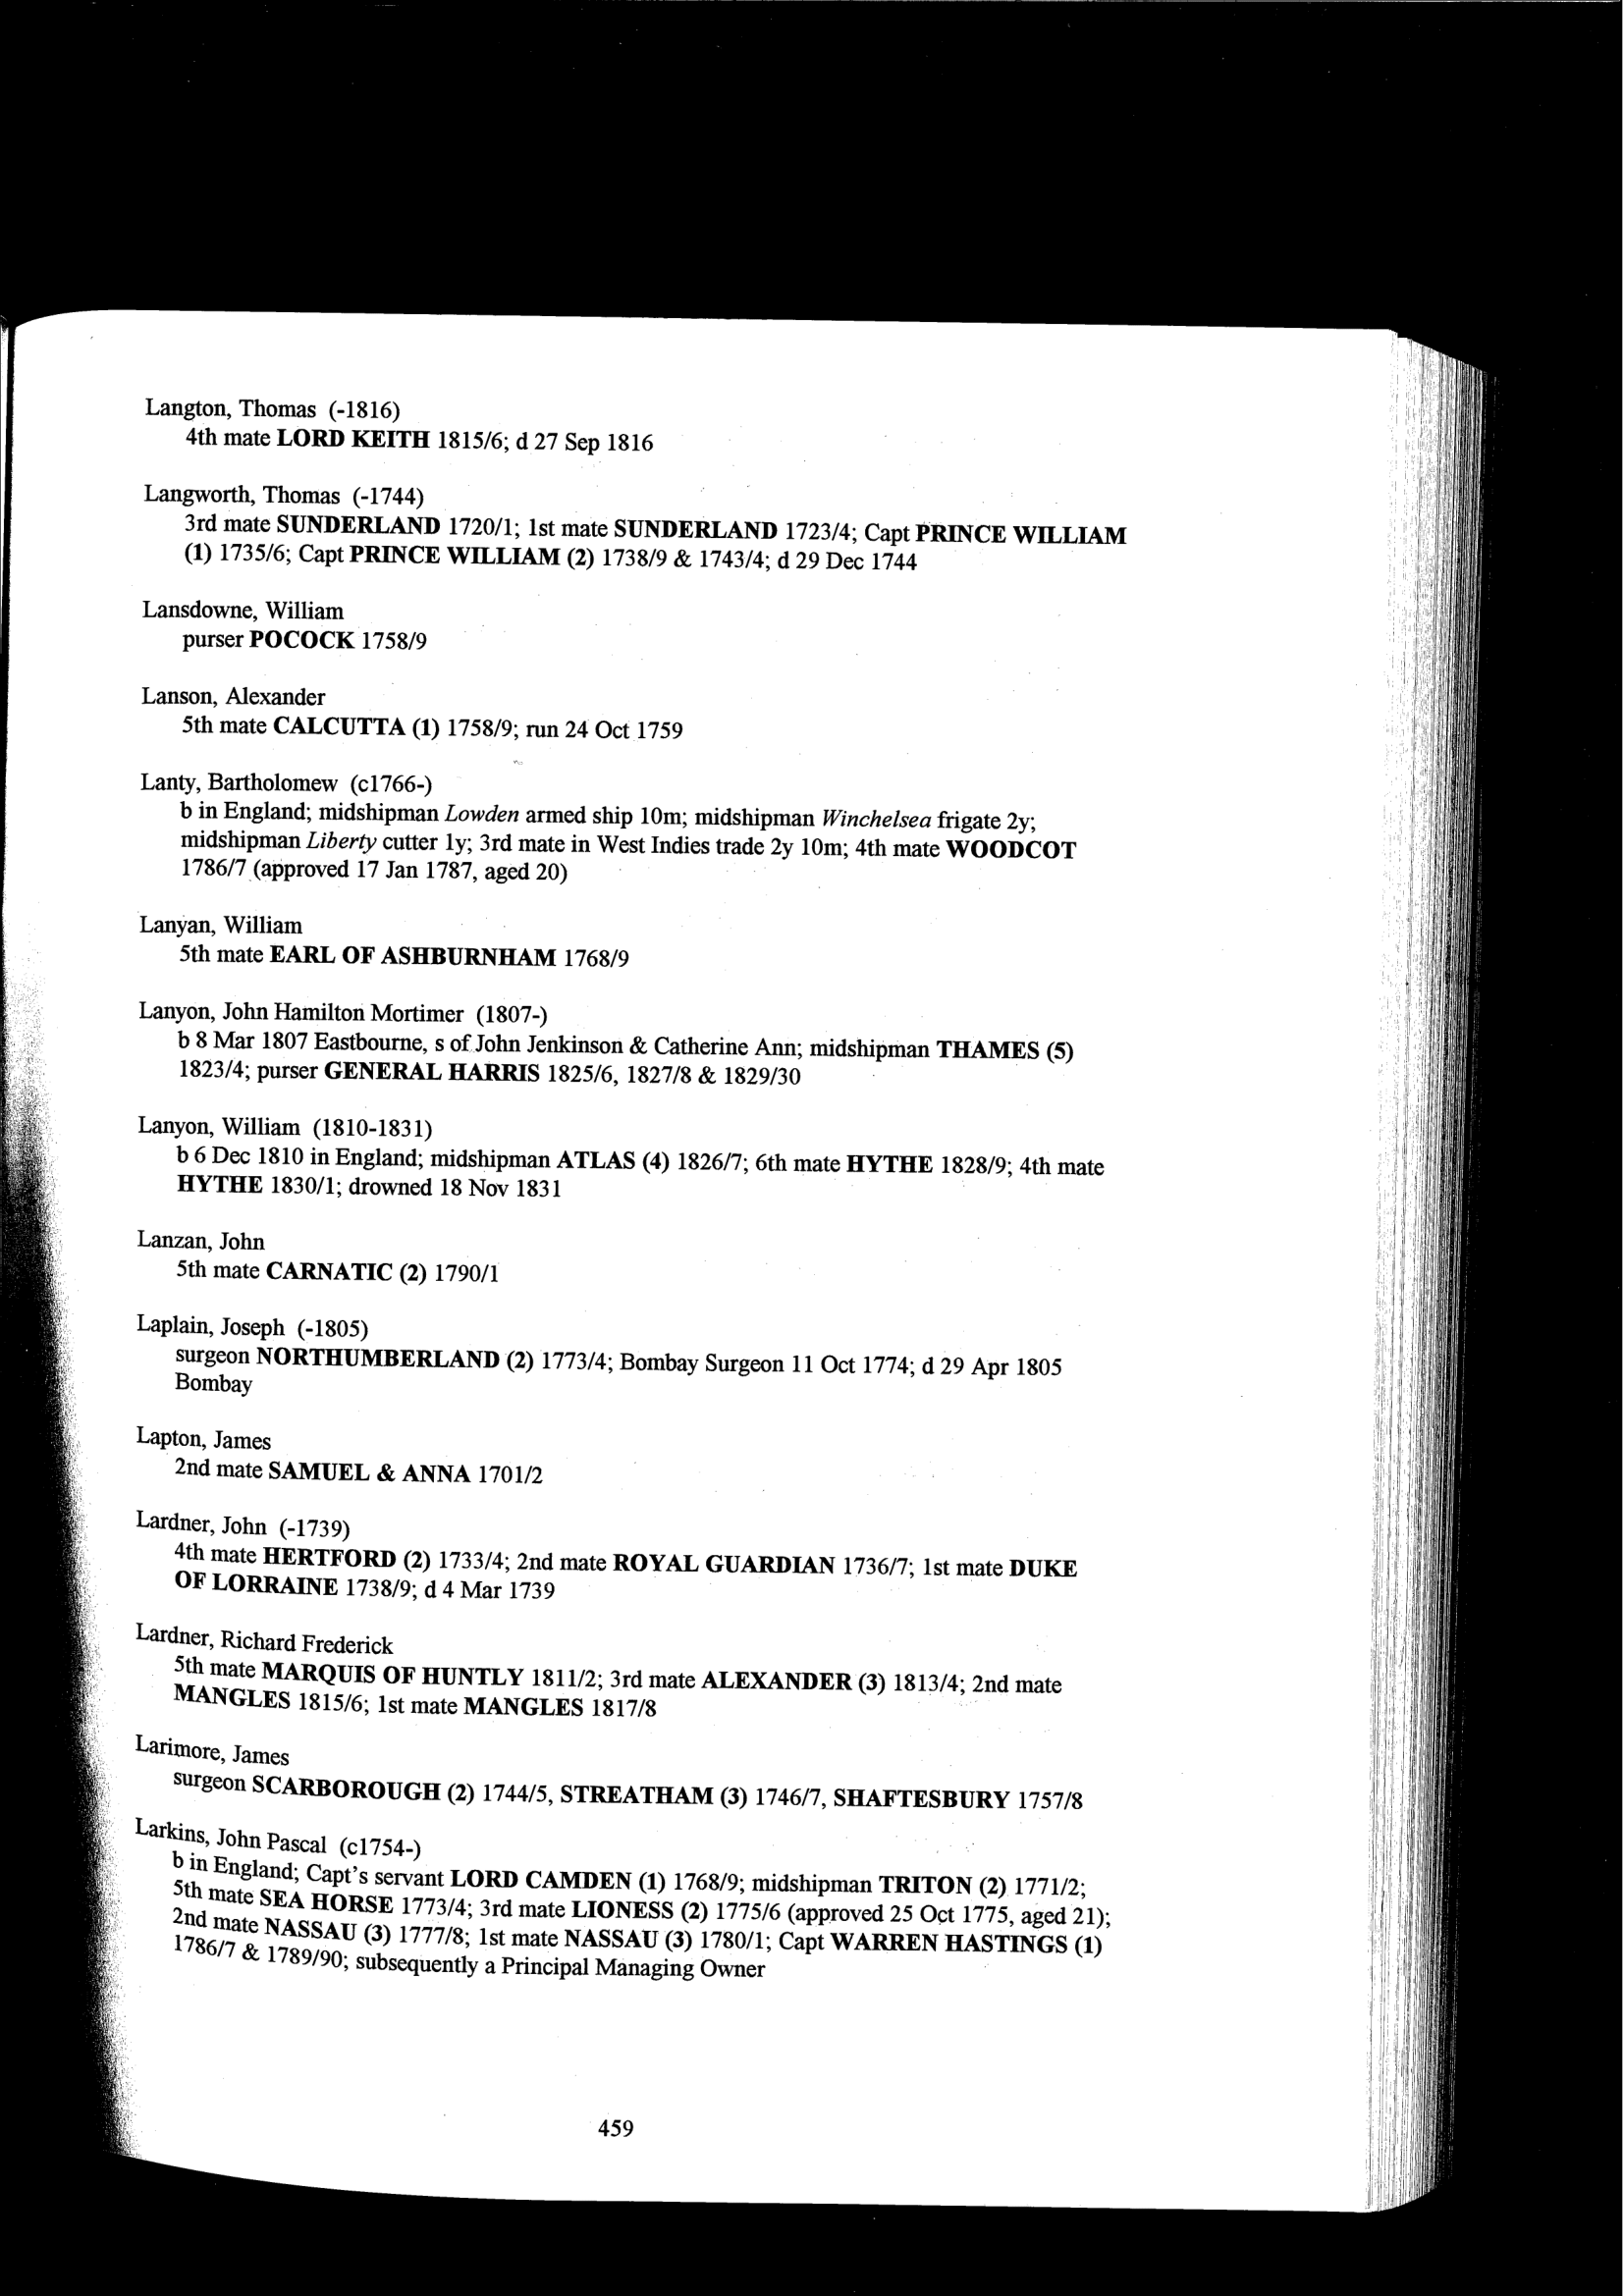 Langton, Thomas (-1816)
4th mate LORD KEITH 1815/6; d 27 Sep 1816
Langworth, Thomas (-1744)
3rd mate SUNDERLAND 1720/1; 1st mate SUNDERLAND 1723/4; Capt PRINCE WILLIAM
(1) 1735/6; Capt PRINCE WILLIAM (2) 1738/9 & 1743/4; d 29 Dec 1744
Lansdowne, William
purser POCOCK 1758/9
Lanson, Alexander
5th mate CALCUTTA (1) 1758/9; run 24 Oct 1759
Lanty, Bartholomew (c1766-)
b in England; midshipman Lowden armed ship 10m; midshipman Winchelsea frigate 2y;
midshipman Liberty cutter 1y; 3rd mate in West Indies trade 2y 10m; 4th mate WOODCOT
1786/7 (approved 17 Jan 1787, aged 20)
Lanyan, William
5th mate EARL OF ASHBURNHAM 1768/9
Lanyon, John Hamilton Mortimer (1807-)
b 8 Mar 1807 Eastbourne, s of John Jenkinson & Catherine Ann; midshipman THAMES (5)
1823/4; purser GENERAL HARRIS 1825/6, 1827/8 & 1829/30
Lanyon, William (1810-1831)
b 6 Dec 1810 in England; midshipman ATLAS (4) 1826/7; 6th mate HYTHE 1828/9; 4th mate
HYTHE 1830/1; drowned 18 Nov 1831
Lanzan, John
5th mate CARNATIC (2) 1790/1
Laplain, Joseph (-1805)
surgeon NORTHUMBERLAND (2) 1773/4; Bombay Surgeon 11 Oct 1774; d 29 Apr 1805
Bombay
Lapton, James
2nd mate SAMUEL & ANNA 1701/2
Lardner, John (-1739)
4th mate HERTFORD (2) 1733/4; 2nd mate ROYAL GUARDIAN 1736/7; 1st mate DUKE
OF LORRAINE 1738/9; d 4 Mar 1739
Lardner, Richard Frederick
5th mate MARQUIS OF HUNTLY 1811/2; 3rd mate ALEXANDER (3) 1813/4; 2nd mate
MANGLES 1815/6; 1st mate MANGLES 1817/8
Larimore, James
surgeon SCARBOROUGH (2) 1744/5, STREATHAM (3) 1746/7, SHAFTESBURY 1757/8
Larkins, John Pascal (c1754-)
b in England; Capt's servant LORD CAMDEN (1) 1768/9; midshipman TRITON (2) 1771/2;
5th mate SEA HORSE 1773/4; 3rd mate LIONESS (2) 1775/6 (approved 25 Oct 1775, aged 21);
2nd mate NASSAU (3) 1777/8; 1st mate NASSAU (3) 1780/1; Capt WARREN HASTINGS (1)
1786/7 & 1789/90; subsequently a Principal Managing Owner
459